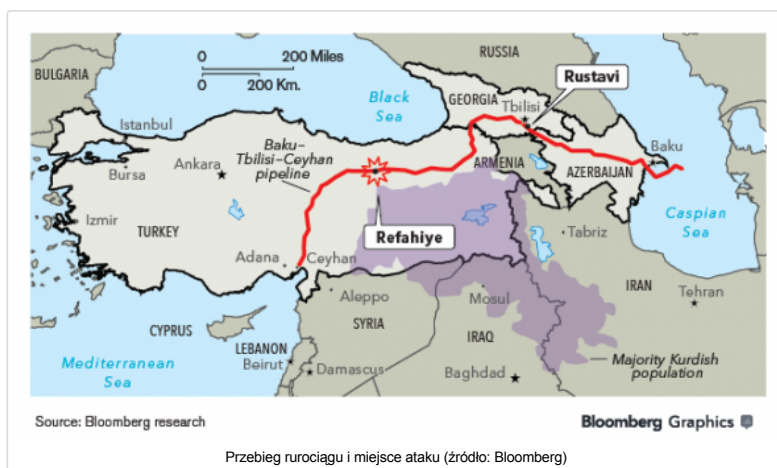 0 200 Miles
0 200 Km.
RUSSIA
BULGARIA
Black
Sea
Rustavi
GEORGIA
Tbilisi
Istanbul
Baku–
Tbilisi–Ceyhan
pipeline
Bursa
Ankara
ARMENIA
Baku
AZERBAIJAN
Izmir
TURKEY
Refahiye
Caspian
Sea
Tabriz
Adana
Ceyhan
Aleppo
Mosul
IRAN
Tehran
CYPRUS
SYRIA
IRAQ
LEBANON
Beirut
Majority Kurdish
population
Mediterranean
Sea
Damascus
Baghdad
Source: Bloomberg research
Bloomberg Graphics
Przebieg rurociągu i miejsce ataku (źródło: Bloomberg)